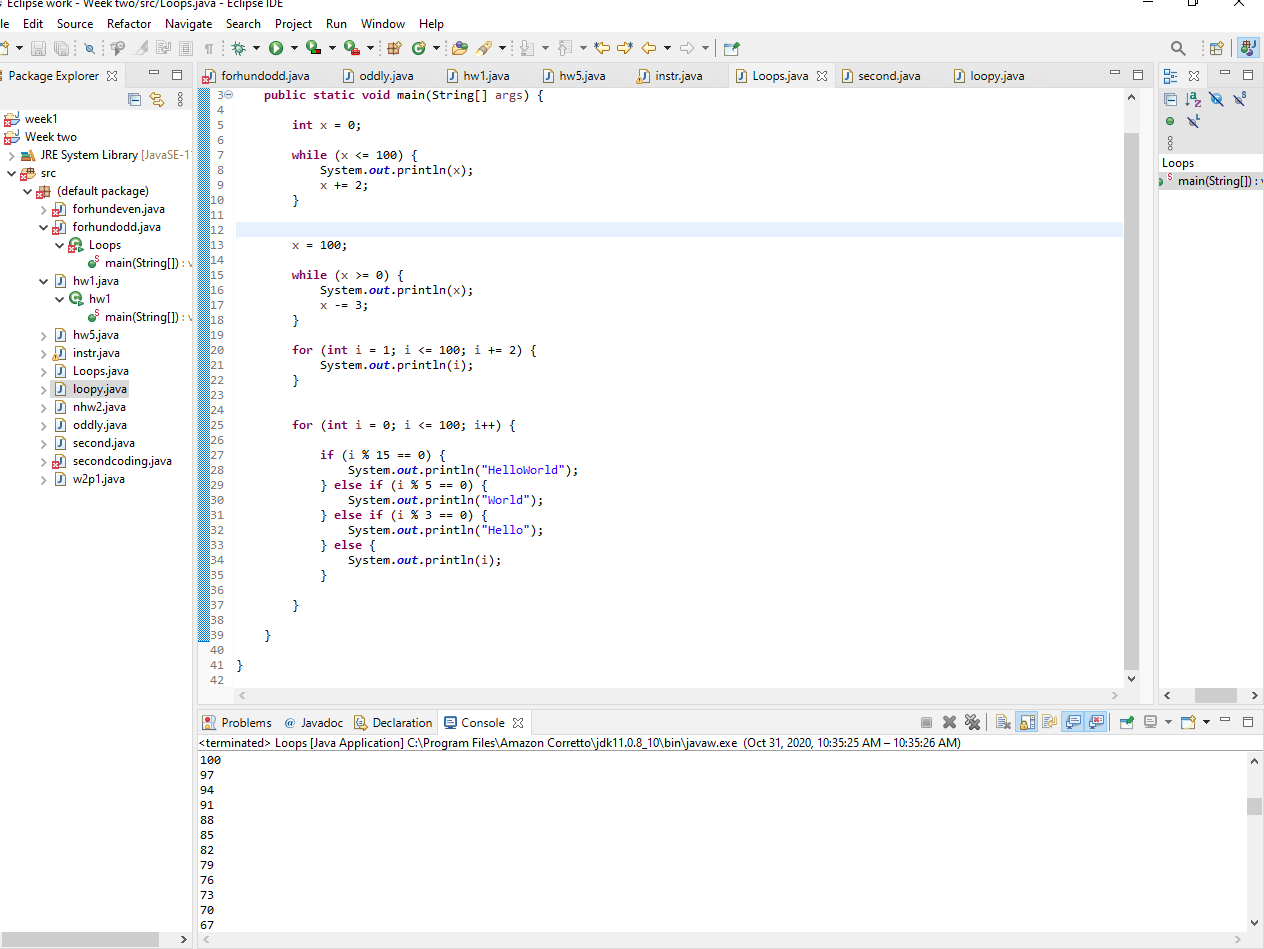 Eclipse work - Week two/src/Loops.java - Eclipse IDE
le Edit Source Refactor Navigate Search Project Run Window Help
Package Explorer
forhundodd.java oddly.java hw1.java hw5.java instr.java Loops.java second.java loopy.java
week1
Week two
JRE System Library [JavaSE-1
src
(default package)
forhundeven.java
forhundodd.java
Loops
main(String[]) : v
hw1.java
hw1
main(String[]) : v
hw5.java
instr.java
Loops.java
loopy.java
nhw2.java
oddly.java
second.java
secondcoding.java
w2p1.java
3 public static void main(String[] args) {
4
5 int x = 0;
6
7 while (x <= 100) {
8 System.out.println(x);
9 x += 2;
10 }
11
12
13 x = 100;
14
15 while (x >= 0) {
16 System.out.println(x);
17 x -= 3;
18 }
19
20 for (int i = 1; i <= 100; i += 2) {
21 System.out.println(i);
22 }
23
24
25 for (int i = 0; i <= 100; i++) {
26
27 if (i % 15 == 0) {
28 System.out.println("HelloWorld");
29 } else if (i % 5 == 0) {
30 System.out.println("World");
31 } else if (i % 3 == 0) {
32 System.out.println("Hello");
33 } else {
34 System.out.println(i);
35 }
36
37 }
38
39 }
40
41 }
42
Loops
main(String[]) : v
Problems @ Javadoc Declaration Console
<terminated> Loops [Java Application] C:\Program Files\Amazon Corretto\jdk11.0.8_10\bin\javaw.exe (Oct 31, 2020, 10:35:25 AM – 10:35:26 AM)
100
97
94
91
88
85
82
79
76
73
70
67